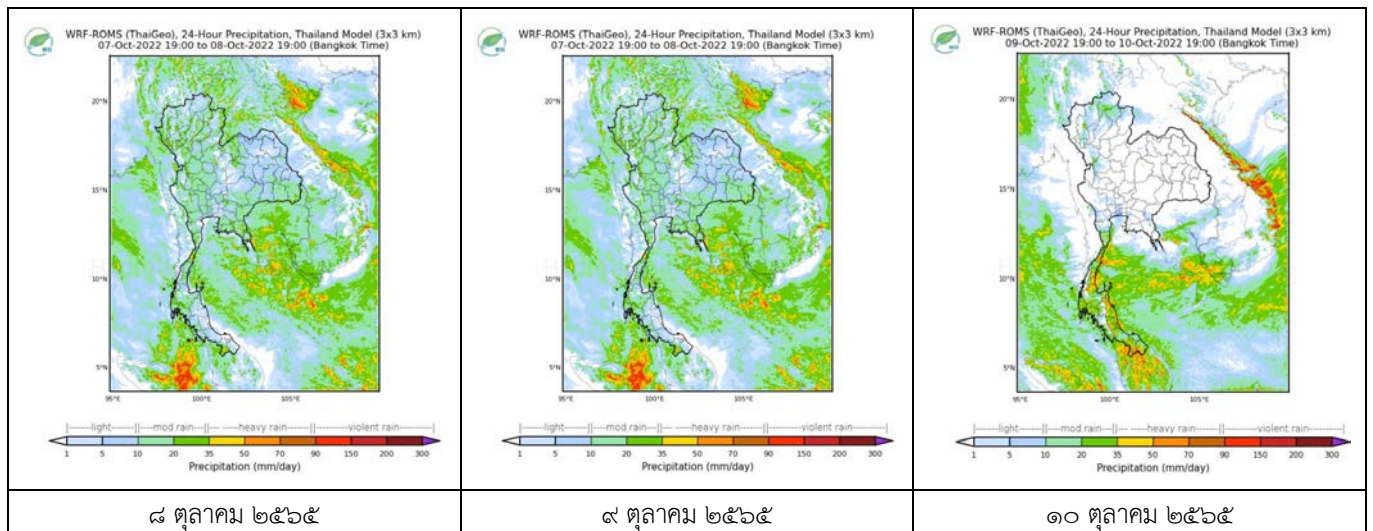 WRF-ROMS (ThaiGeo), 24-Hour Precipitation, Thailand Model (3x3 km)
07-Oct-2022 19:00 to 08-Oct-2022 19:00 (Bangkok Time)
20°N
15°N
10°N
5°N
95°E 100°E 105°E
light mod.rain heavy rain violent rain
1 5 10 20 35 50 70 90 150 200 300
Precipitation (mm/day)
๘ ตุลาคม ๒๕๖๕
WRF-ROMS (ThaiGeo), 24-Hour Precipitation, Thailand Model (3x3 km)
07-Oct-2022 19:00 to 08-Oct-2022 19:00 (Bangkok Time)
20°N
15°N
10°N
5°N
95°E 100°E 105°E
light mod.rain heavy rain violent rain
1 5 10 20 35 50 70 90 150 200 300
Precipitation (mm/day)
๙ ตุลาคม ๒๕๖๕
WRF-ROMS (ThaiGeo), 24-Hour Precipitation, Thailand Model (3x3 km)
09-Oct-2022 19:00 to 10-Oct-2022 19:00 (Bangkok Time)
20°N
15°N
10°N
5°N
95°E 100°E 105°E
light mod.rain heavy rain violent rain
1 5 10 20 35 50 70 90 150 200 300
Precipitation (mm/day)
๑๐ ตุลาคม ๒๕๖๕